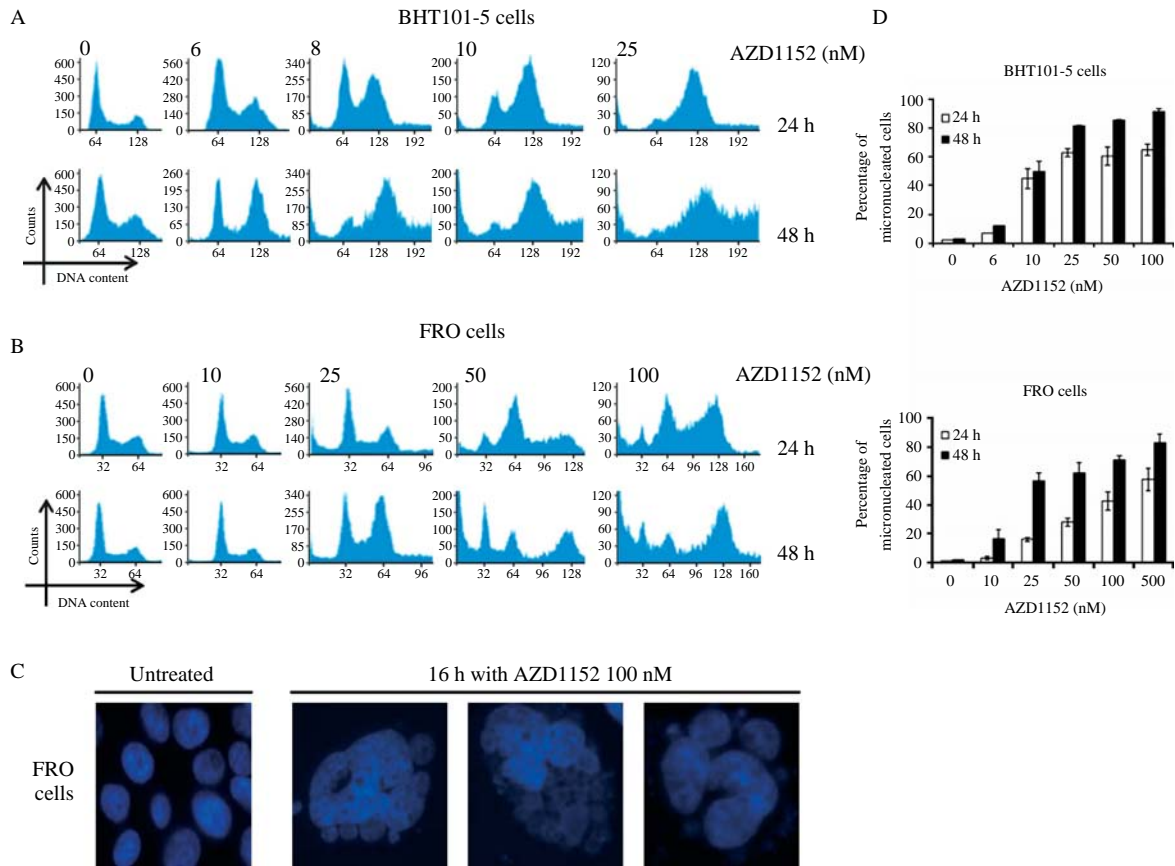 A
BHT101-5 cells
0 6 8 10 25 AZD1152 (nM)
600 450 300 150 0
560 420 280 140 0
340 255 170 85 0
200 150 100 50 0
120 90 60 30 0
64 128
64 128
64 128 192
64 128 192
64 128 192
24 h
600 450 300 150 0
260 195 130 65 0
340 255 170 85 0
200 150 100 50 0
120 90 60 30 0
64 128
64 128
64 128 192
64 128 192
64 128 192
48 h
Counts
DNA content
B
FRO cells
0 10 25 50 100 AZD1152 (nM)
600 450 300 150 0
600 450 300 150 0
560 420 280 140 0
200 150 100 50 0
120 90 60 30 0
32 64
32 64
32 64 96
32 64 96 128
32 64 96 128 160
24 h
600 450 300 150 0
600 450 300 150 0
340 255 170 85 0
200 150 100 50 0
120 90 60 30 0
32 64
32 64
32 64 96
32 64 96 128
32 64 96 128 160
48 h
Counts
DNA content
C
Untreated
16 h with AZD1152 100 nM
FRO
cells
D
BHT101-5 cells
100
80
60
40
20
0
24 h
48 h
Percentage of
micronucleated cells
0 6 10 25 50 100
AZD1152 (nM)
FRO cells
100
80
60
40
20
0
24 h
48 h
Percentage of
micronucleated cells
0 10 25 50 100 500
AZD1152 (nM)